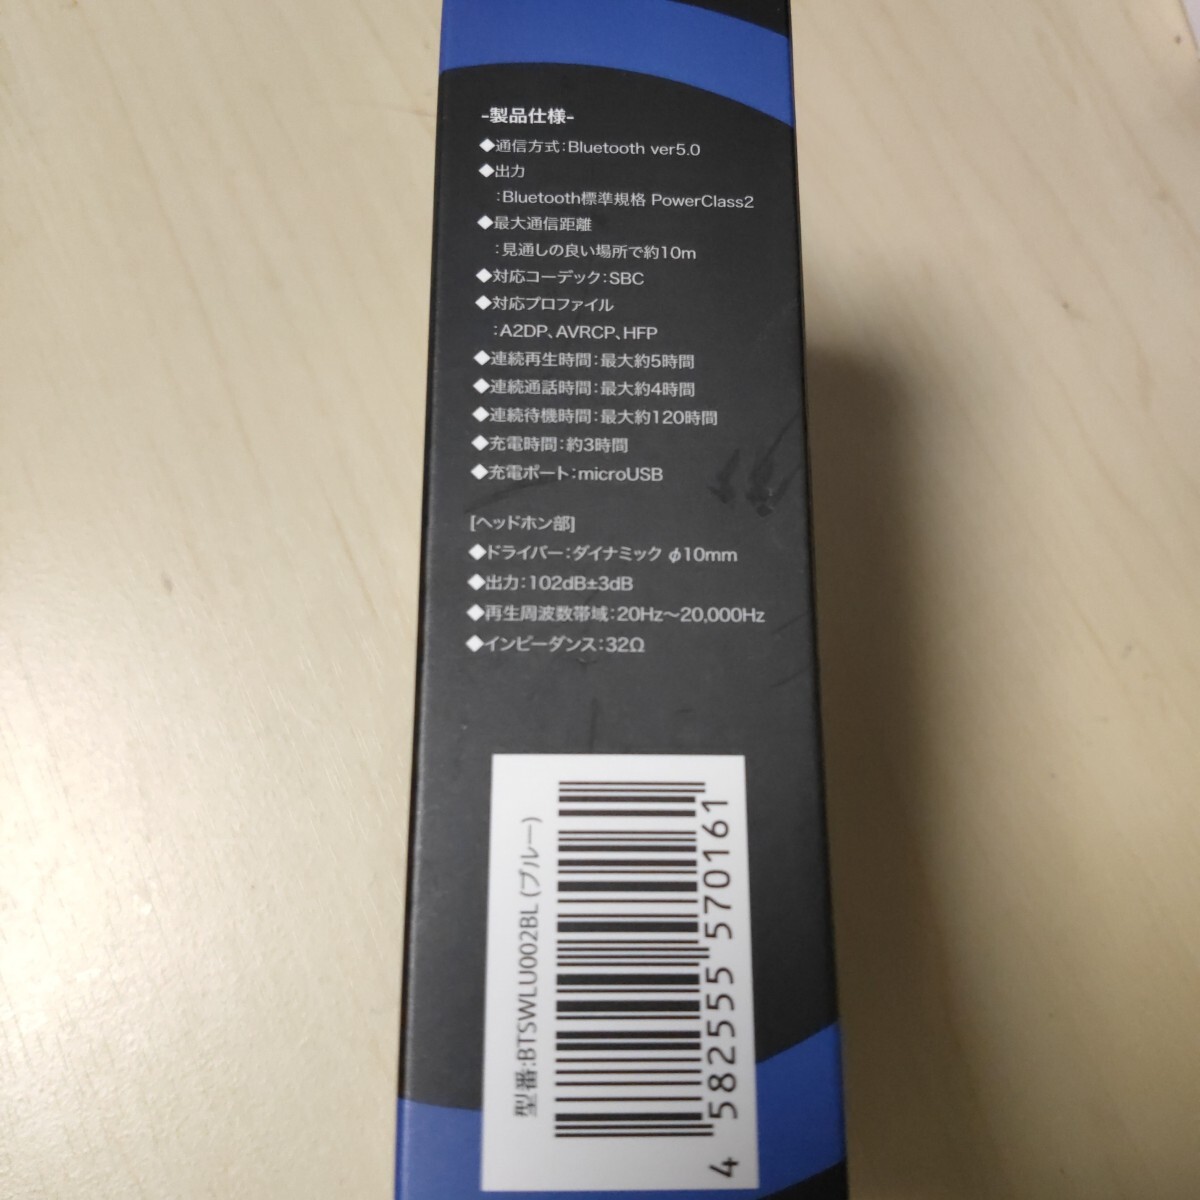 -製品仕様-
◆通信方式:Bluetooth ver5.0
◆出力
:Bluetooth標準規格 PowerClass2
◆最大通信距離
:見通しの良い場所で約10m
◆対応コーデック:SBC
◆対応プロファイル
:A2DP、AVRCP、HFP
◆連続再生時間:最大約5時間
◆連続通話時間:最大約4時間
◆連続待機時間:最大約120時間
◆充電時間:約3時間
◆充電ポート:microUSB
[ヘッドホン部]
◆ドライバー:ダイナミック φ10mm
◆出力:102dB±3dB
◆再生周波数帯域:20Hz～20,000Hz
◆インピーダンス:32Ω
型番:BTSWLU002BL (ブルー)
4 582555 570161